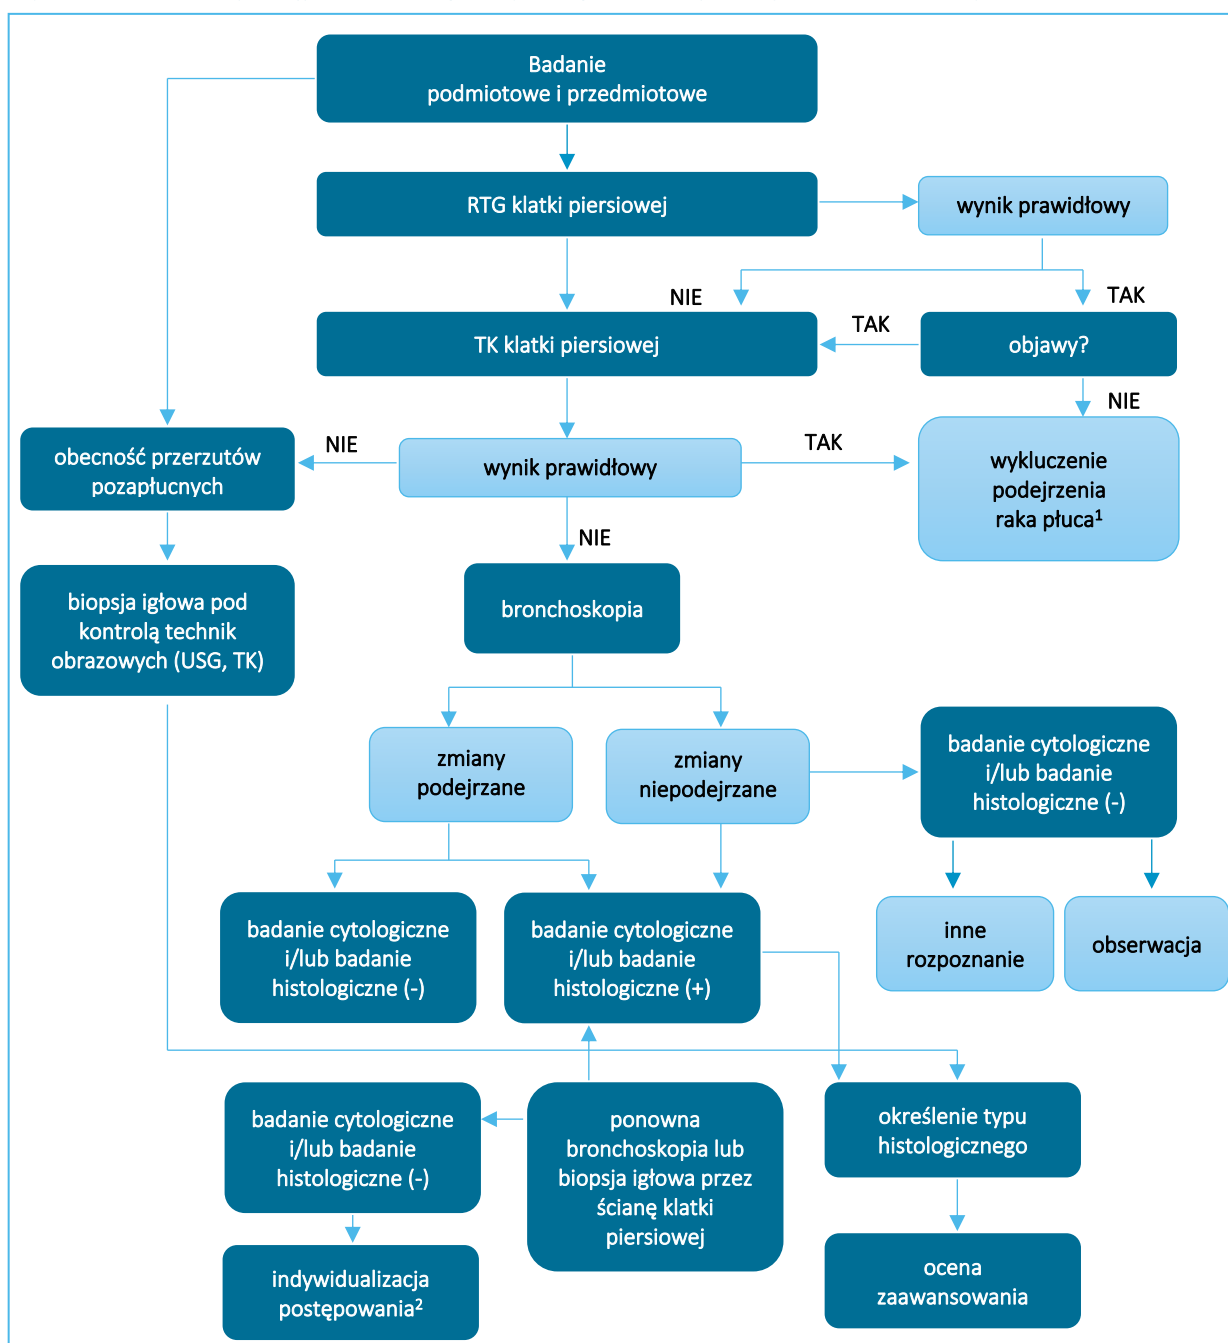 Badanie
podmiotowe i przedmiotowe
RTG klatki piersiowej
wynik prawidłowy
NIE
TAK
TK klatki piersiowej
TAK
objawy?
NIE
obecność przerzutów
pozapłucnych
NIE
wynik prawidłowy
TAK
wykluczenie
podejrzenia
raka płuca¹
NIE
biopsja igłowa pod
kontrolą technik
obrazowych (USG, TK)
bronchoskopia
zmiany
podejrzane
zmiany
niepodejrzane
badanie cytologiczne
i/lub badanie
histologiczne (-)
badanie cytologiczne
i/lub badanie
histologiczne (-)
badanie cytologiczne
i/lub badanie
histologiczne (+)
inne
rozpoznanie
obserwacja
badanie cytologiczne
i/lub badanie
histologiczne (-)
ponowna
bronchoskopia lub
biopsja igłowa przez
ścianę klatki
piersiowej
określenie typu
histologicznego
indywidualizacja
postępowania²
ocena
zaawansowania